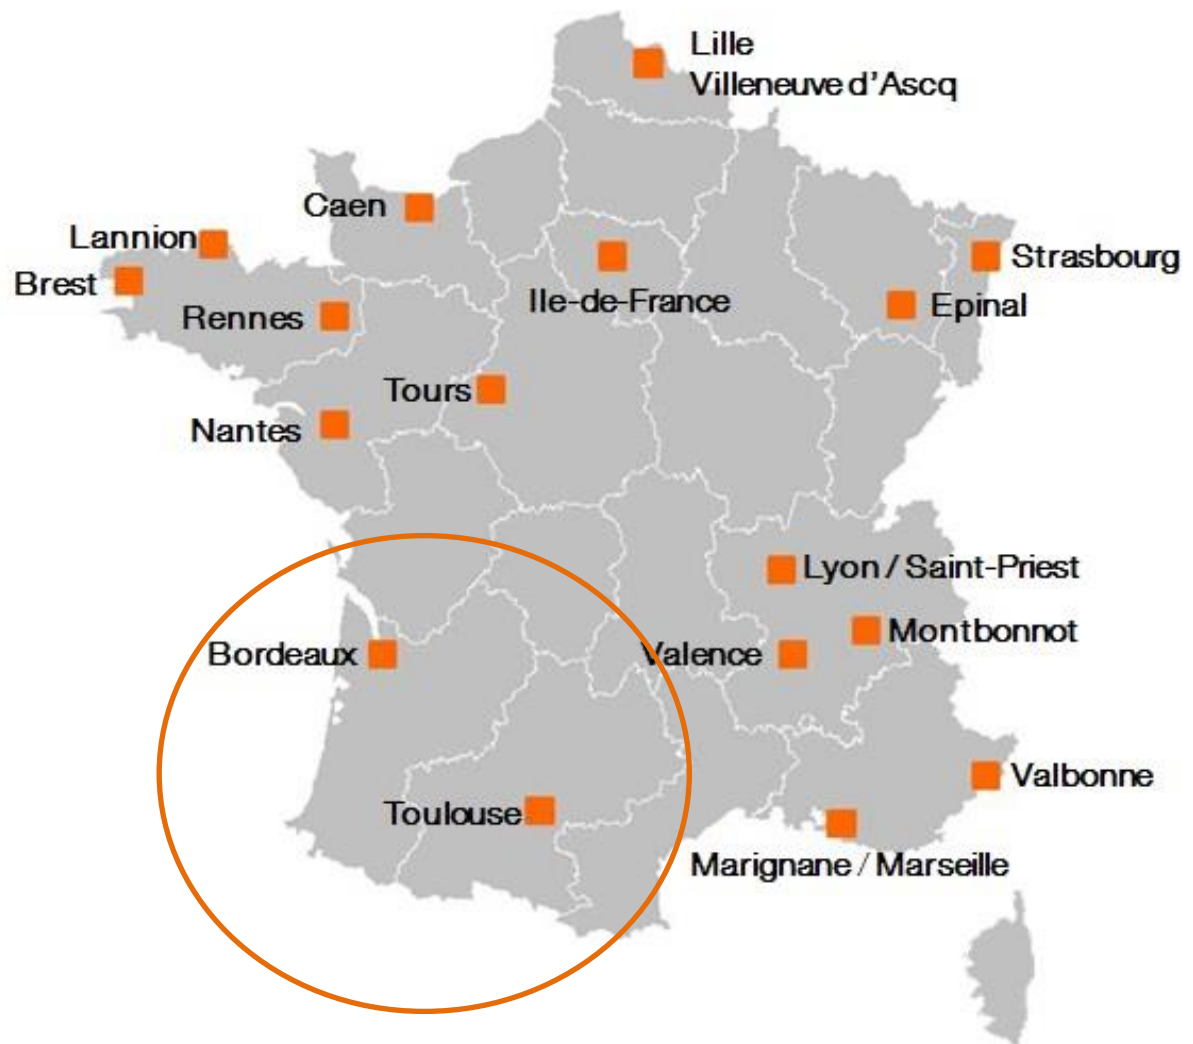 Lille
Villeneuve d'Ascq
Caen
Lannion
Strasbourg
Brest
Ile-de-France
Epinal
Rennes
Tours
Nantes
Lyon / Saint-Priest
Montbonnot
Bordeaux
Valence
Valbonne
Toulouse
Marignane / Marseille